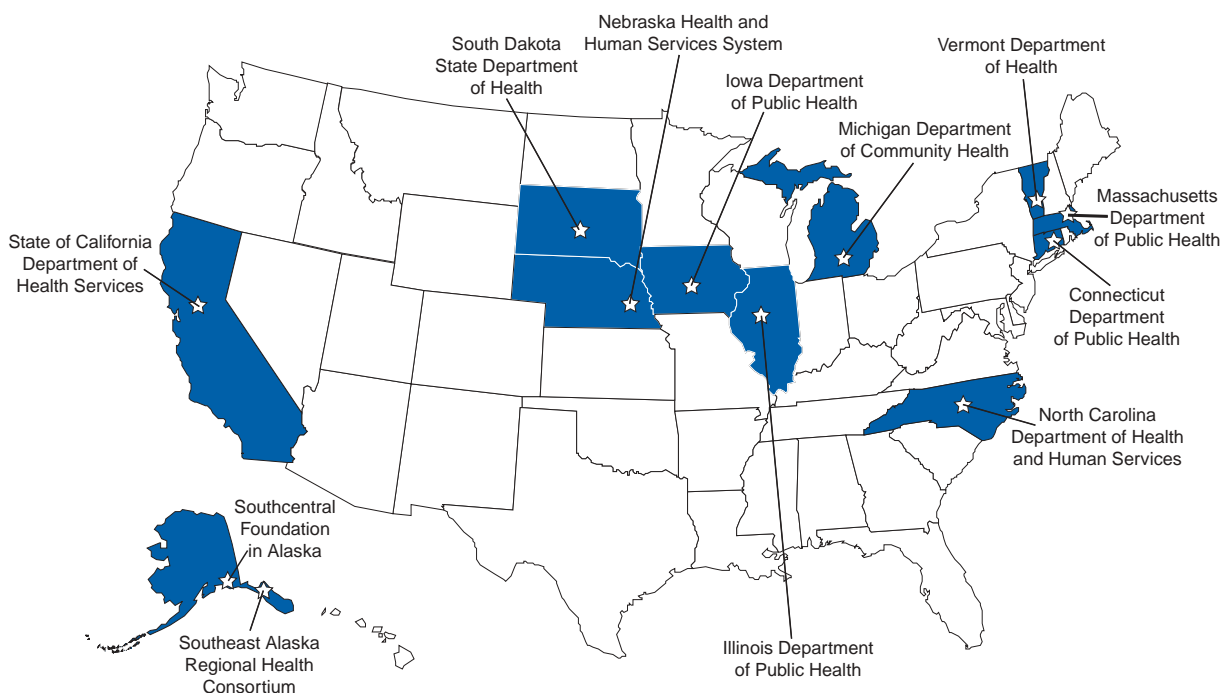 Nebraska Health and
Human Services System
South Dakota
State Department
of Health
Vermont Department
of Health
Iowa Department
of Public Health
Michigan Department
of Community Health
Massachusetts
Department
of Public Health
State of California
Department of
Health Services
Connecticut
Department
of Public Health
North Carolina
Department of Health
and Human Services
Southcentral
Foundation
in Alaska
Southeast Alaska
Regional Health
Consortium
Illinois Department
of Public Health